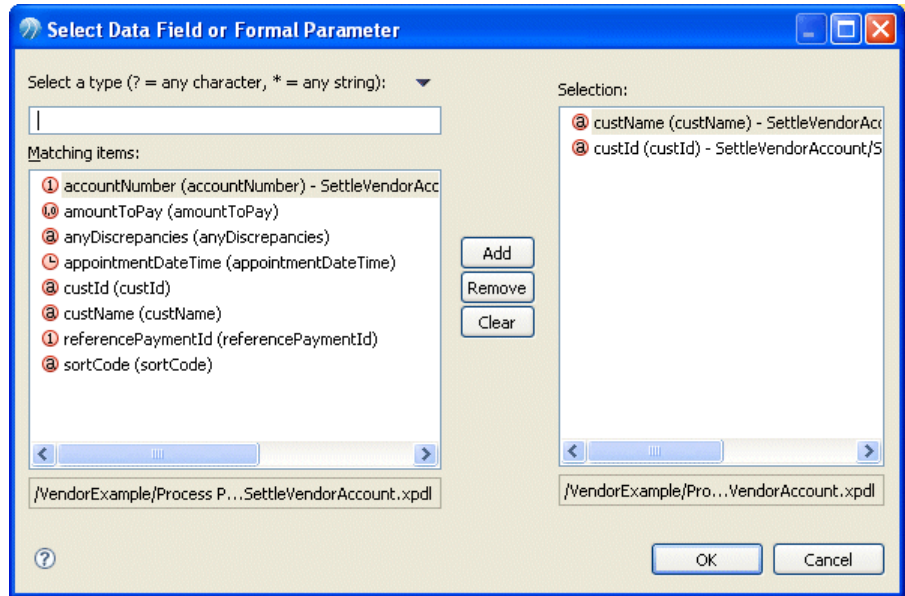 Select Data Field or Formal Parameter
Select a type (? = any character, * = any string):
Matching items:
accountNumber (accountNumber) - SettleVendorAcc
amountToPay (amountToPay)
anyDiscrepancies (anyDiscrepancies)
appointmentDateTime (appointmentDateTime)
custId (custId)
custName (custName)
referencePaymentId (referencePaymentId)
sortCode (sortCode)
/VendorExample/Process P...SettleVendorAccount.xpdl
Add
Remove
Clear
Selection:
custName (custName) - SettleVendorAcc
custId (custId) - SettleVendorAccount/S
/VendorExample/Pro...VendorAccount.xpdl
OK
Cancel